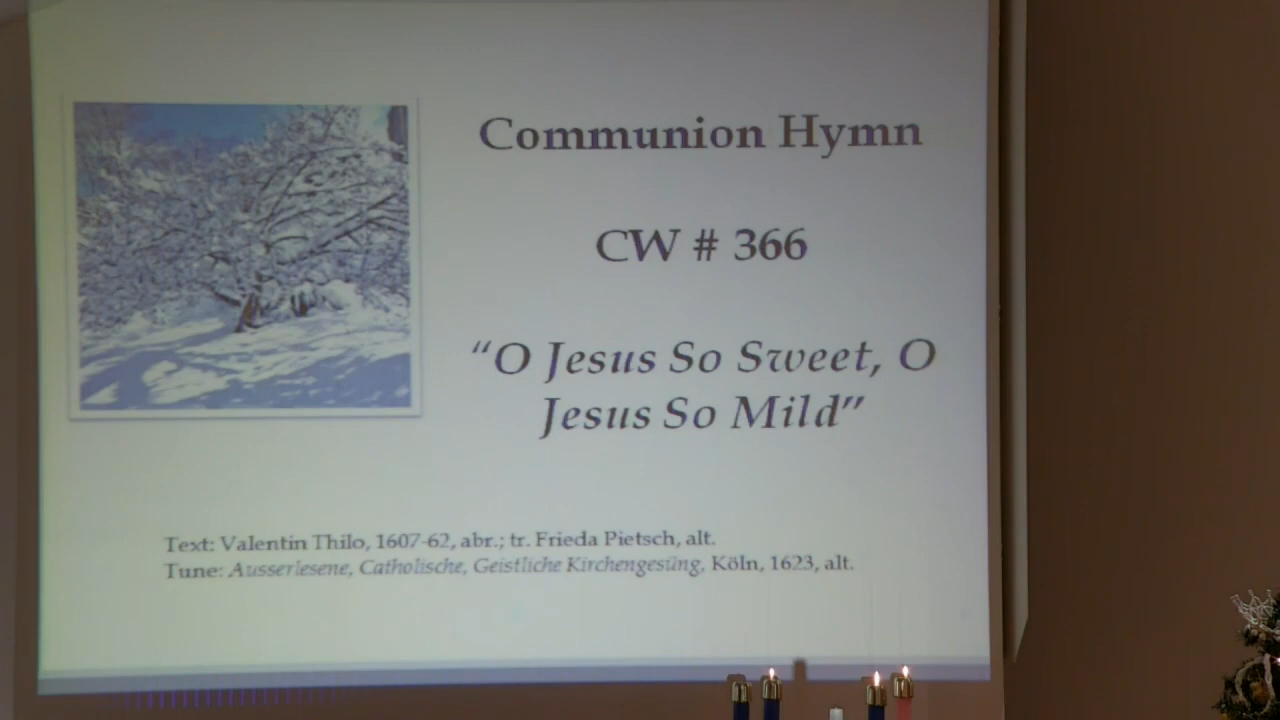 Communion Hymn
CW # 366
“O Jesus So Sweet, O
Jesus So Mild”
Text: Valentin Thilo, 1607-62, abr.; tr. Frieda Pietsch, alt.
Tune: Ausserlesene, Catholische, Geistliche Kirchengesüng, Köln, 1623, alt.